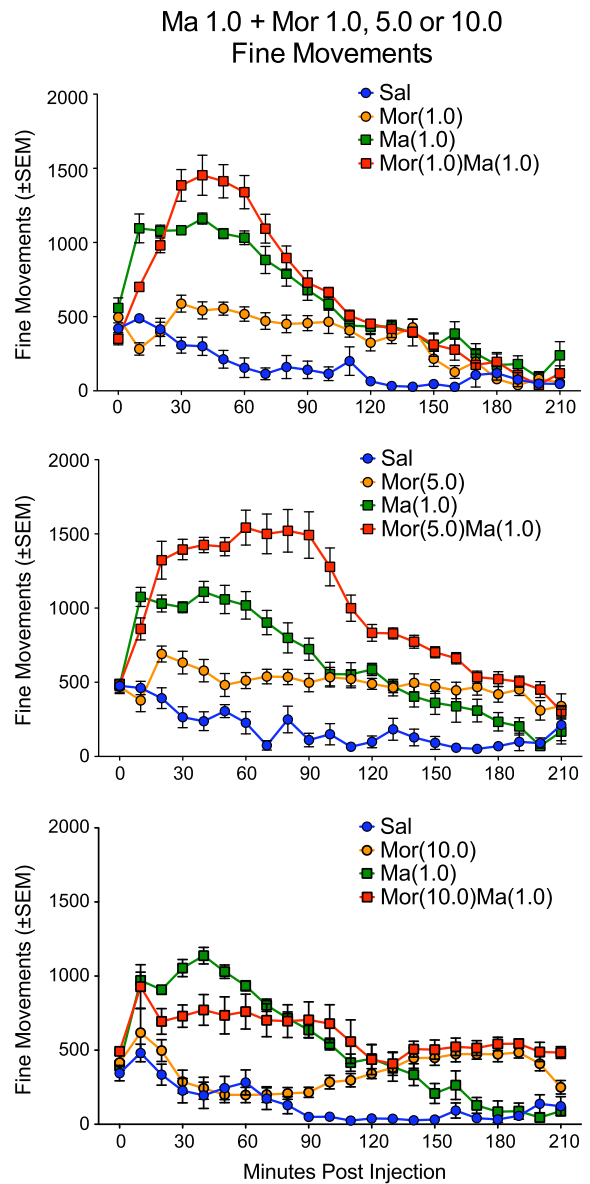 Ma 1.0 + Mor 1.0, 5.0 or 10.0
Fine Movements
Fine Movements (±SEM)
2000
1500
1000
500
0
Sal
Mor(1.0)
Ma(1.0)
Mor(1.0)Ma(1.0)
0 30 60 90 120 150 180 210
Fine Movements (±SEM)
2000
1500
1000
500
0
Sal
Mor(5.0)
Ma(1.0)
Mor(5.0)Ma(1.0)
0 30 60 90 120 150 180 210
Fine Movements (±SEM)
2000
1500
1000
500
0
Sal
Mor(10.0)
Ma(1.0)
Mor(10.0)Ma(1.0)
0 30 60 90 120 150 180 210
Minutes Post Injection